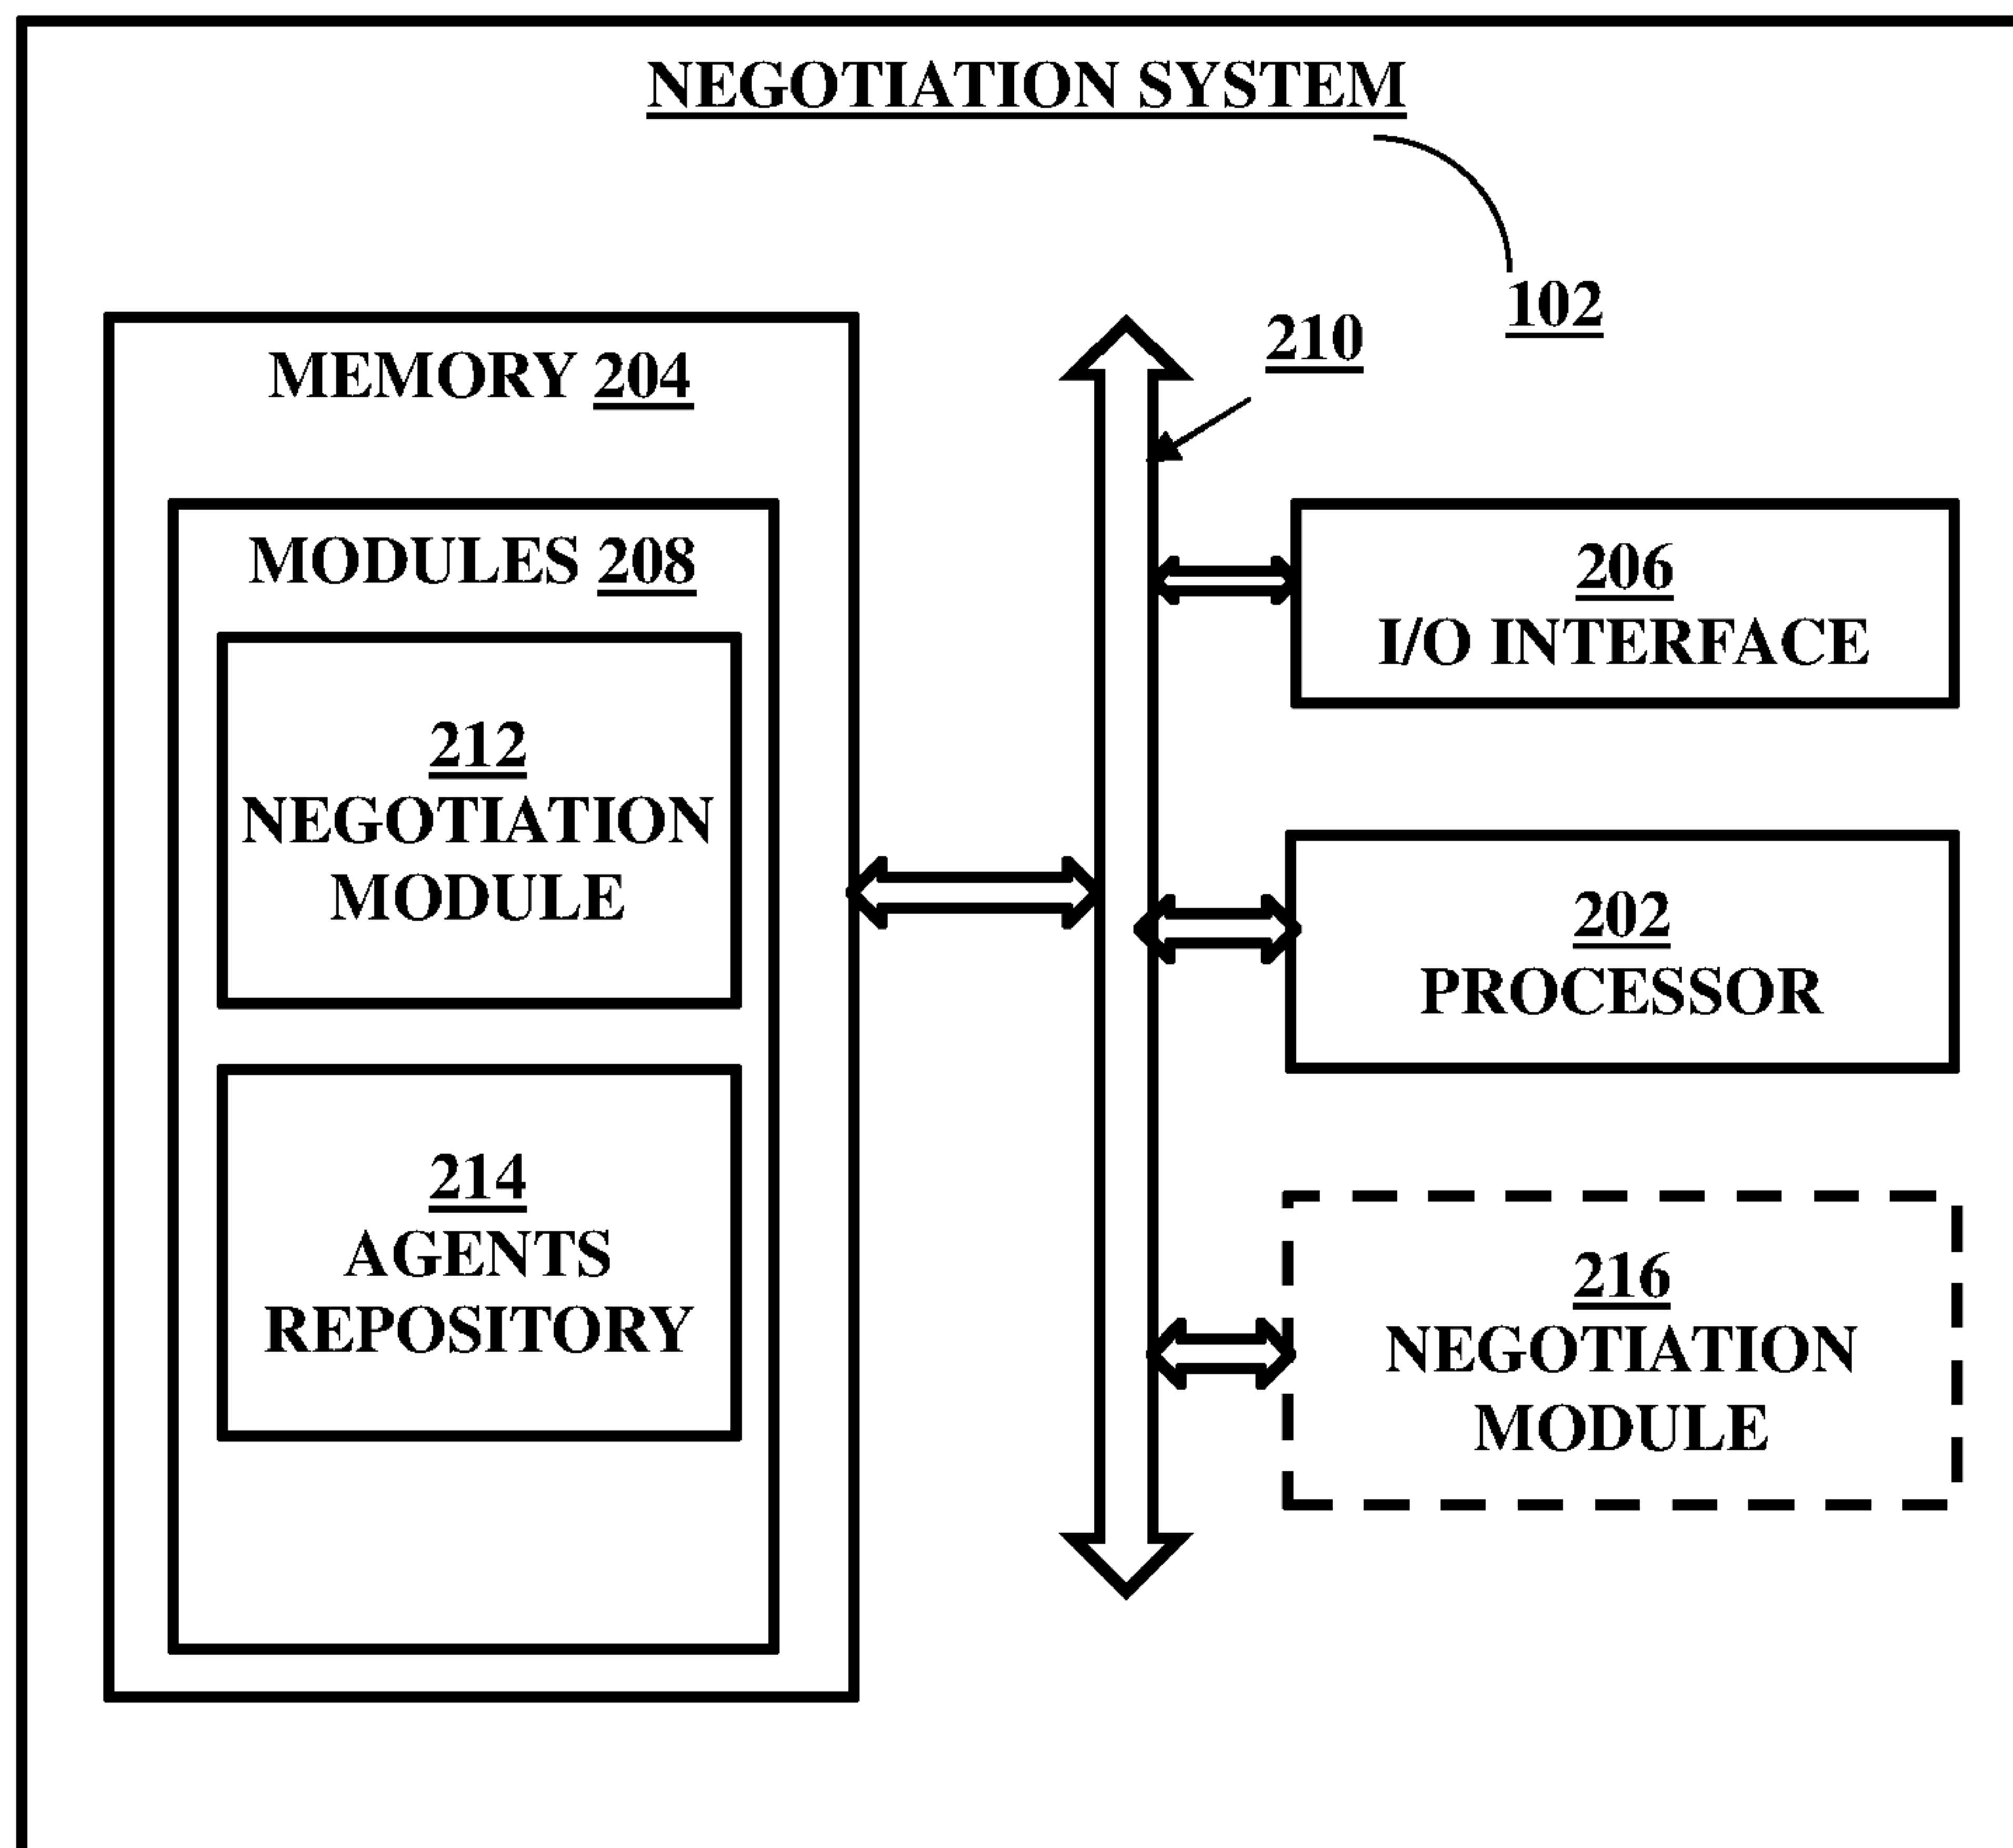 NEGOTIATION SYSTEM
102
210
MEMORY 204
MODULES 208
212
NEGOTIATION
MODULE
214
AGENTS
REPOSITORY
206
I/O INTERFACE
202
PROCESSOR
216
NEGOTIATION
MODULE